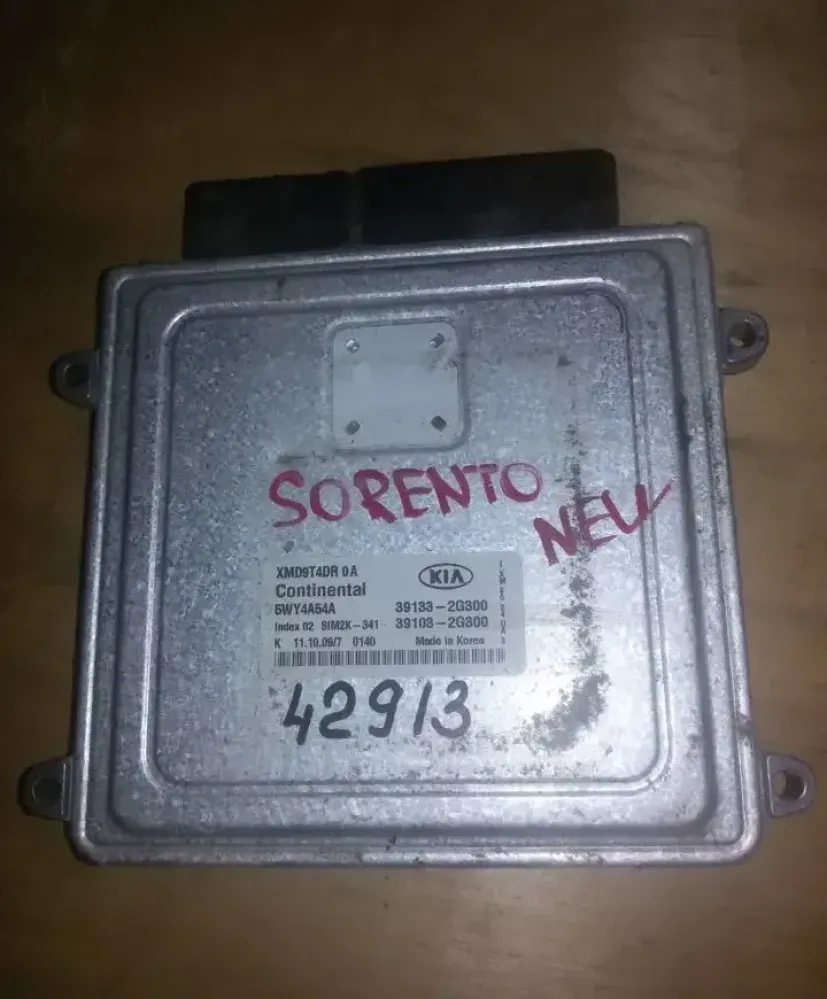 SORENTO
NEW
XMD9T4DR 0A
KIA
Continental
5WY4A54A 39133-2G300
Index 02 SIM2K-341 39103-2G300
K 11.10.09/7 0140 Made in Korea
42913